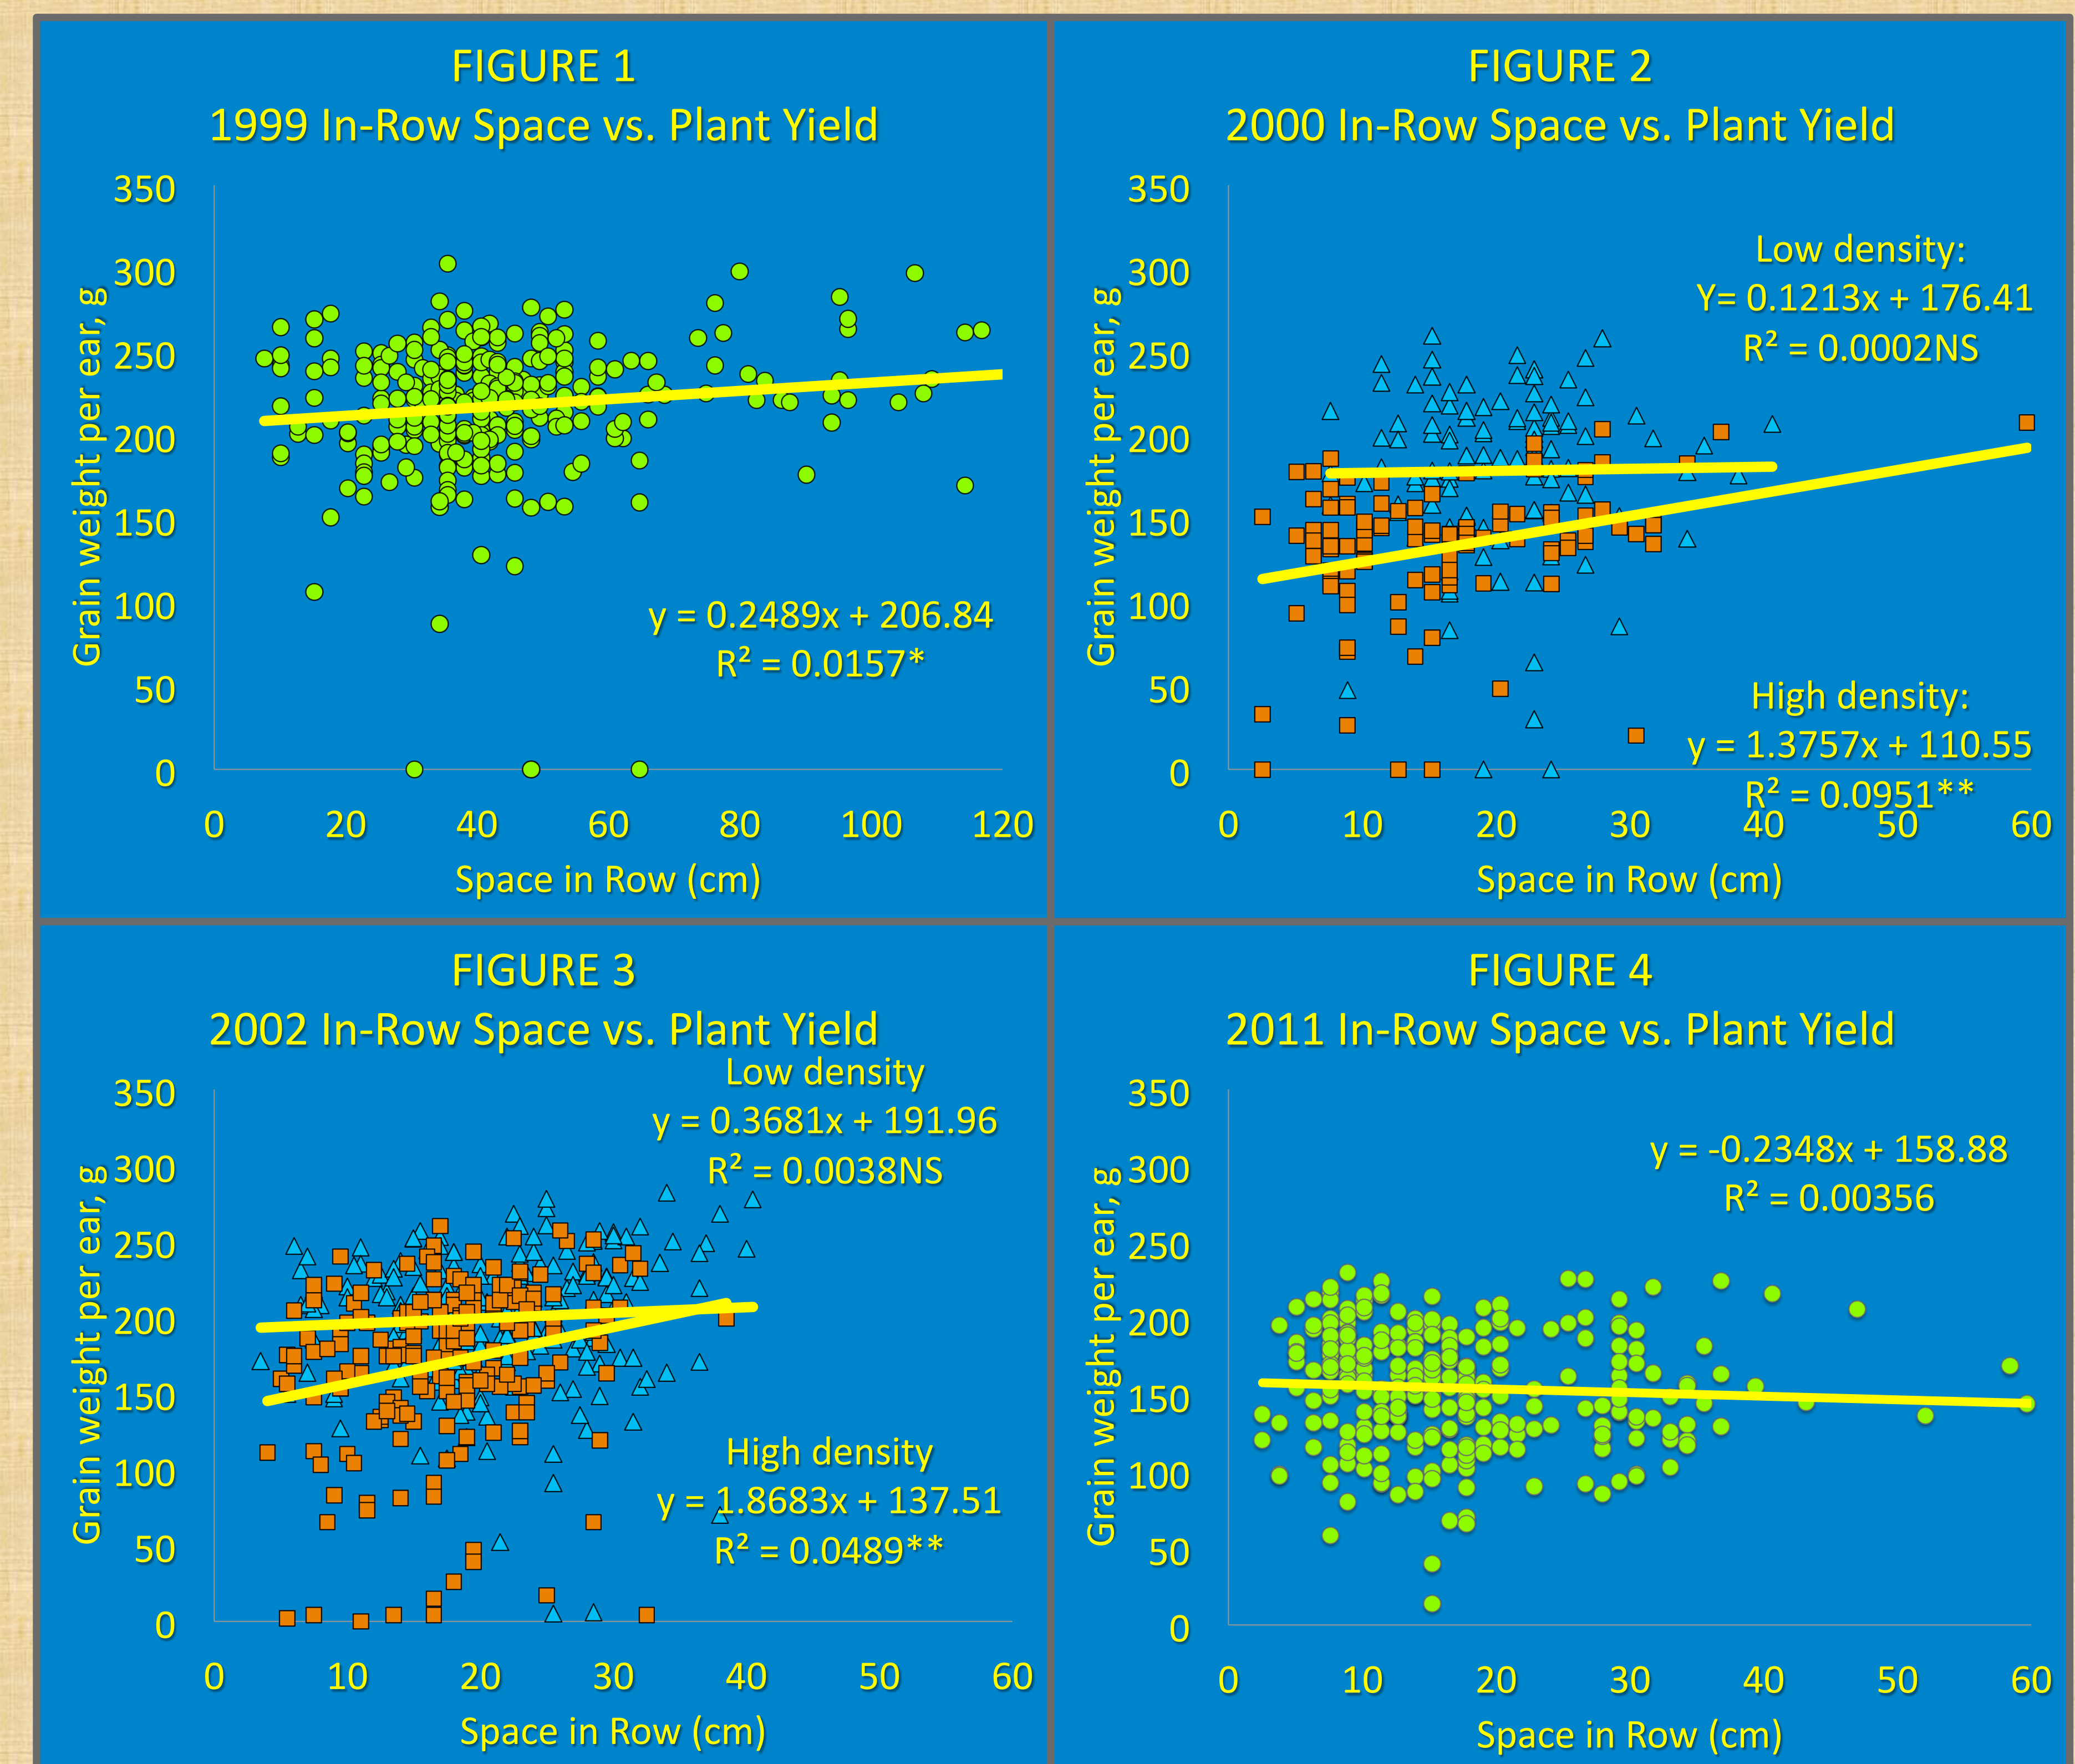 FIGURE 1
1999 In-Row Space vs. Plant Yield
Grain weight per ear, g
350
300
250
200
150
100
50
0
y = 0.2489x + 206.84
R² = 0.0157*
0 20 40 60 80 100 120
Space in Row (cm)
FIGURE 2
2000 In-Row Space vs. Plant Yield
Grain weight per ear, g
350
300
250
200
150
100
50
0
Low density:
Y= 0.1213x + 176.41
R² = 0.0002NS
High density:
y = 1.3757x + 110.55
R² = 0.0951**
0 10 20 30 40 50 60
Space in Row (cm)
FIGURE 3
2002 In-Row Space vs. Plant Yield
Grain weight per ear, g
350
300
250
200
150
100
50
0
Low density
y = 0.3681x + 191.96
R² = 0.0038NS
High density
y = 1.8683x + 137.51
R² = 0.0489**
0 10 20 30 40 50 60
Space in Row (cm)
FIGURE 4
2011 In-Row Space vs. Plant Yield
Grain weight per ear, g
350
300
250
200
150
100
50
0
y = -0.2348x + 158.88
R² = 0.00356
0 10 20 30 40 50 60
Space in Row (cm)